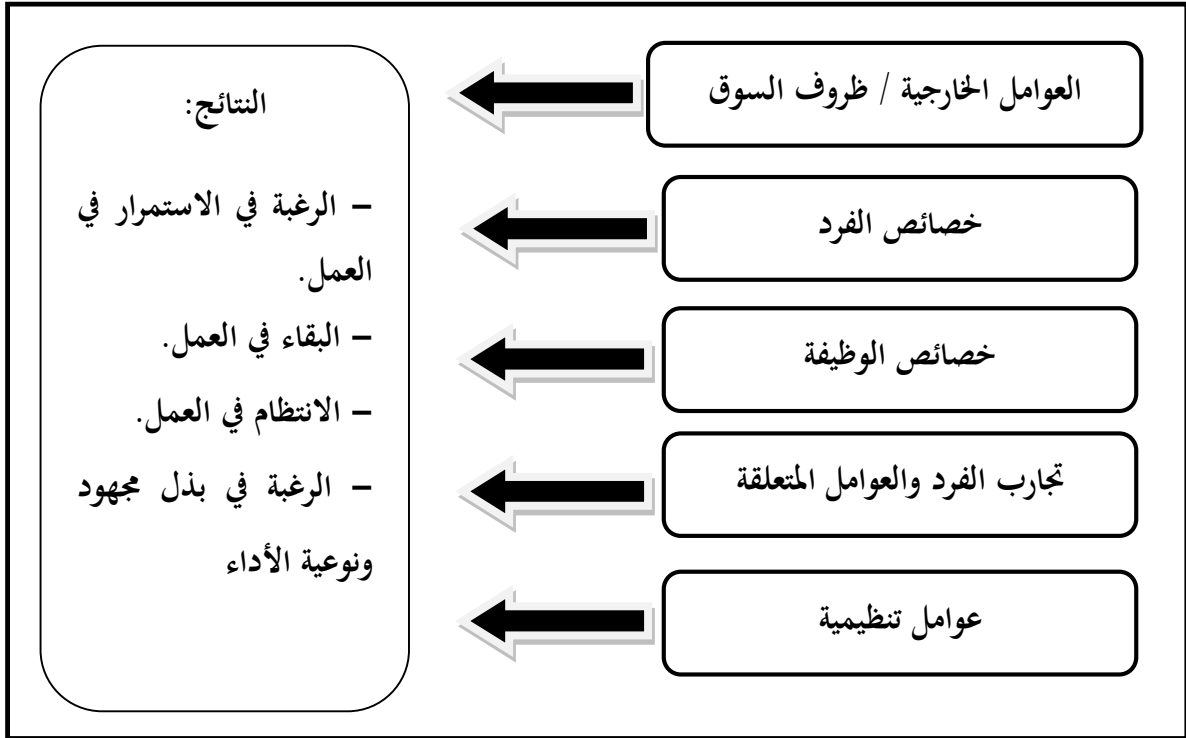 العوامل الخارجية / ظروف السوق
خصائص الفرد
خصائص الوظيفة
تجارب الفرد والعوامل المتعلقة
عوامل تنظيمية
النتائج:
– الرغبة في الاستمرار في
العمل.
– البقاء في العمل.
– الانتظام في العمل.
– الرغبة في بذل مجهود
ونوعية الأداء